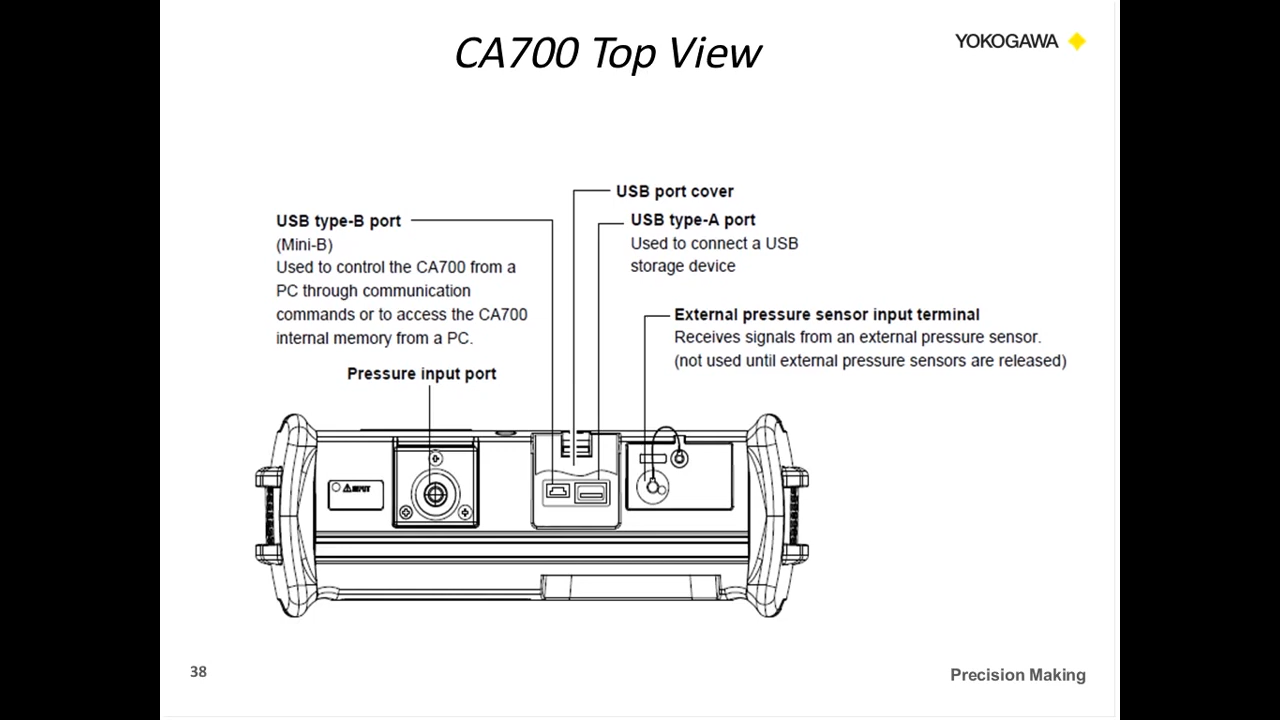 CA700 Top View
YOKOGAWA
USB port cover
USB type-B port
(Mini-B)
Used to control the CA700 from a
PC through communication
commands or to access the CA700
internal memory from a PC.
USB type-A port
Used to connect a USB
storage device
External pressure sensor input terminal
Receives signals from an external pressure sensor.
(not used until external pressure sensors are released)
Pressure input port
INPUT
38
Precision Making